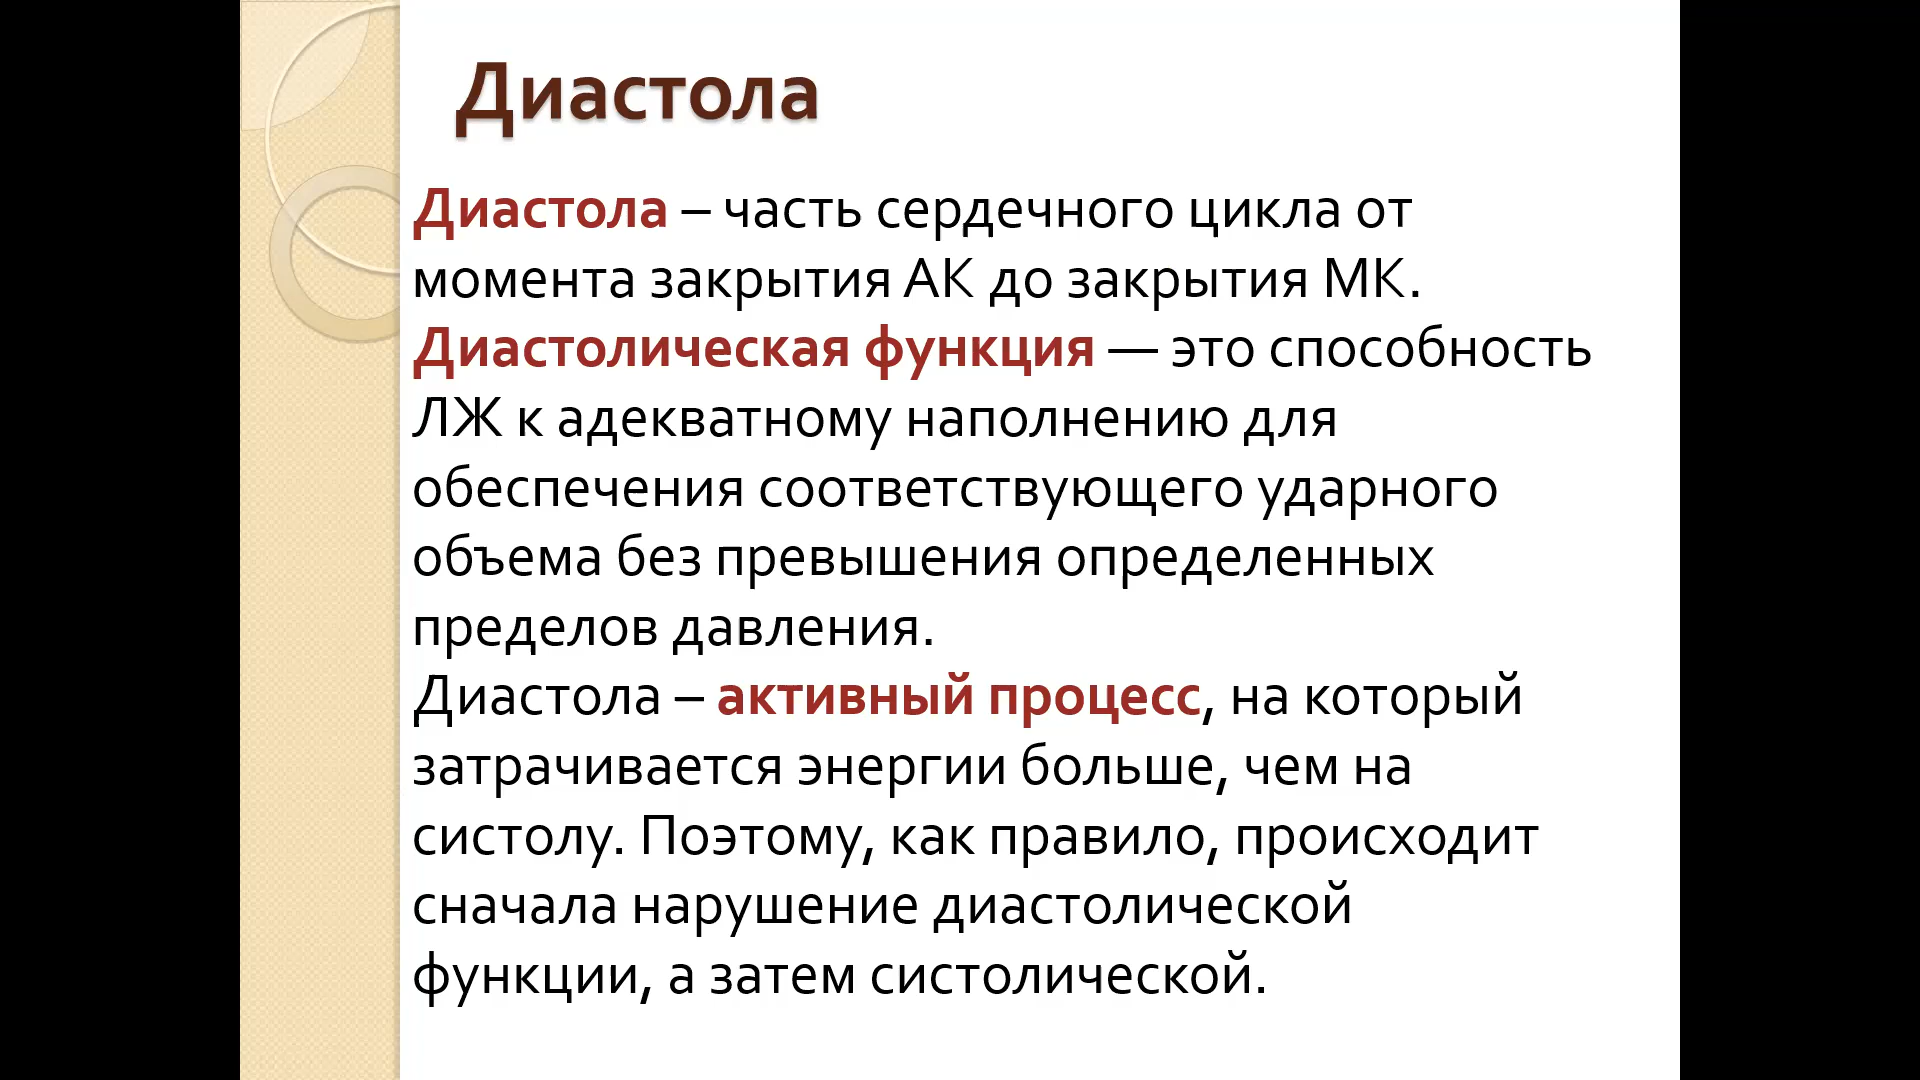 Диастола
Диастола – часть сердечного цикла от
момента закрытия АК до закрытия МК.
Диастолическая функция — это способность
ЛЖ к адекватному наполнению для
обеспечения соответствующего ударного
объема без превышения определенных
пределов давления.
Диастола – активный процесс, на который
затрачивается энергии больше, чем на
систолу. Поэтому, как правило, происходит
сначала нарушение диастолической
функции, а затем систолической.